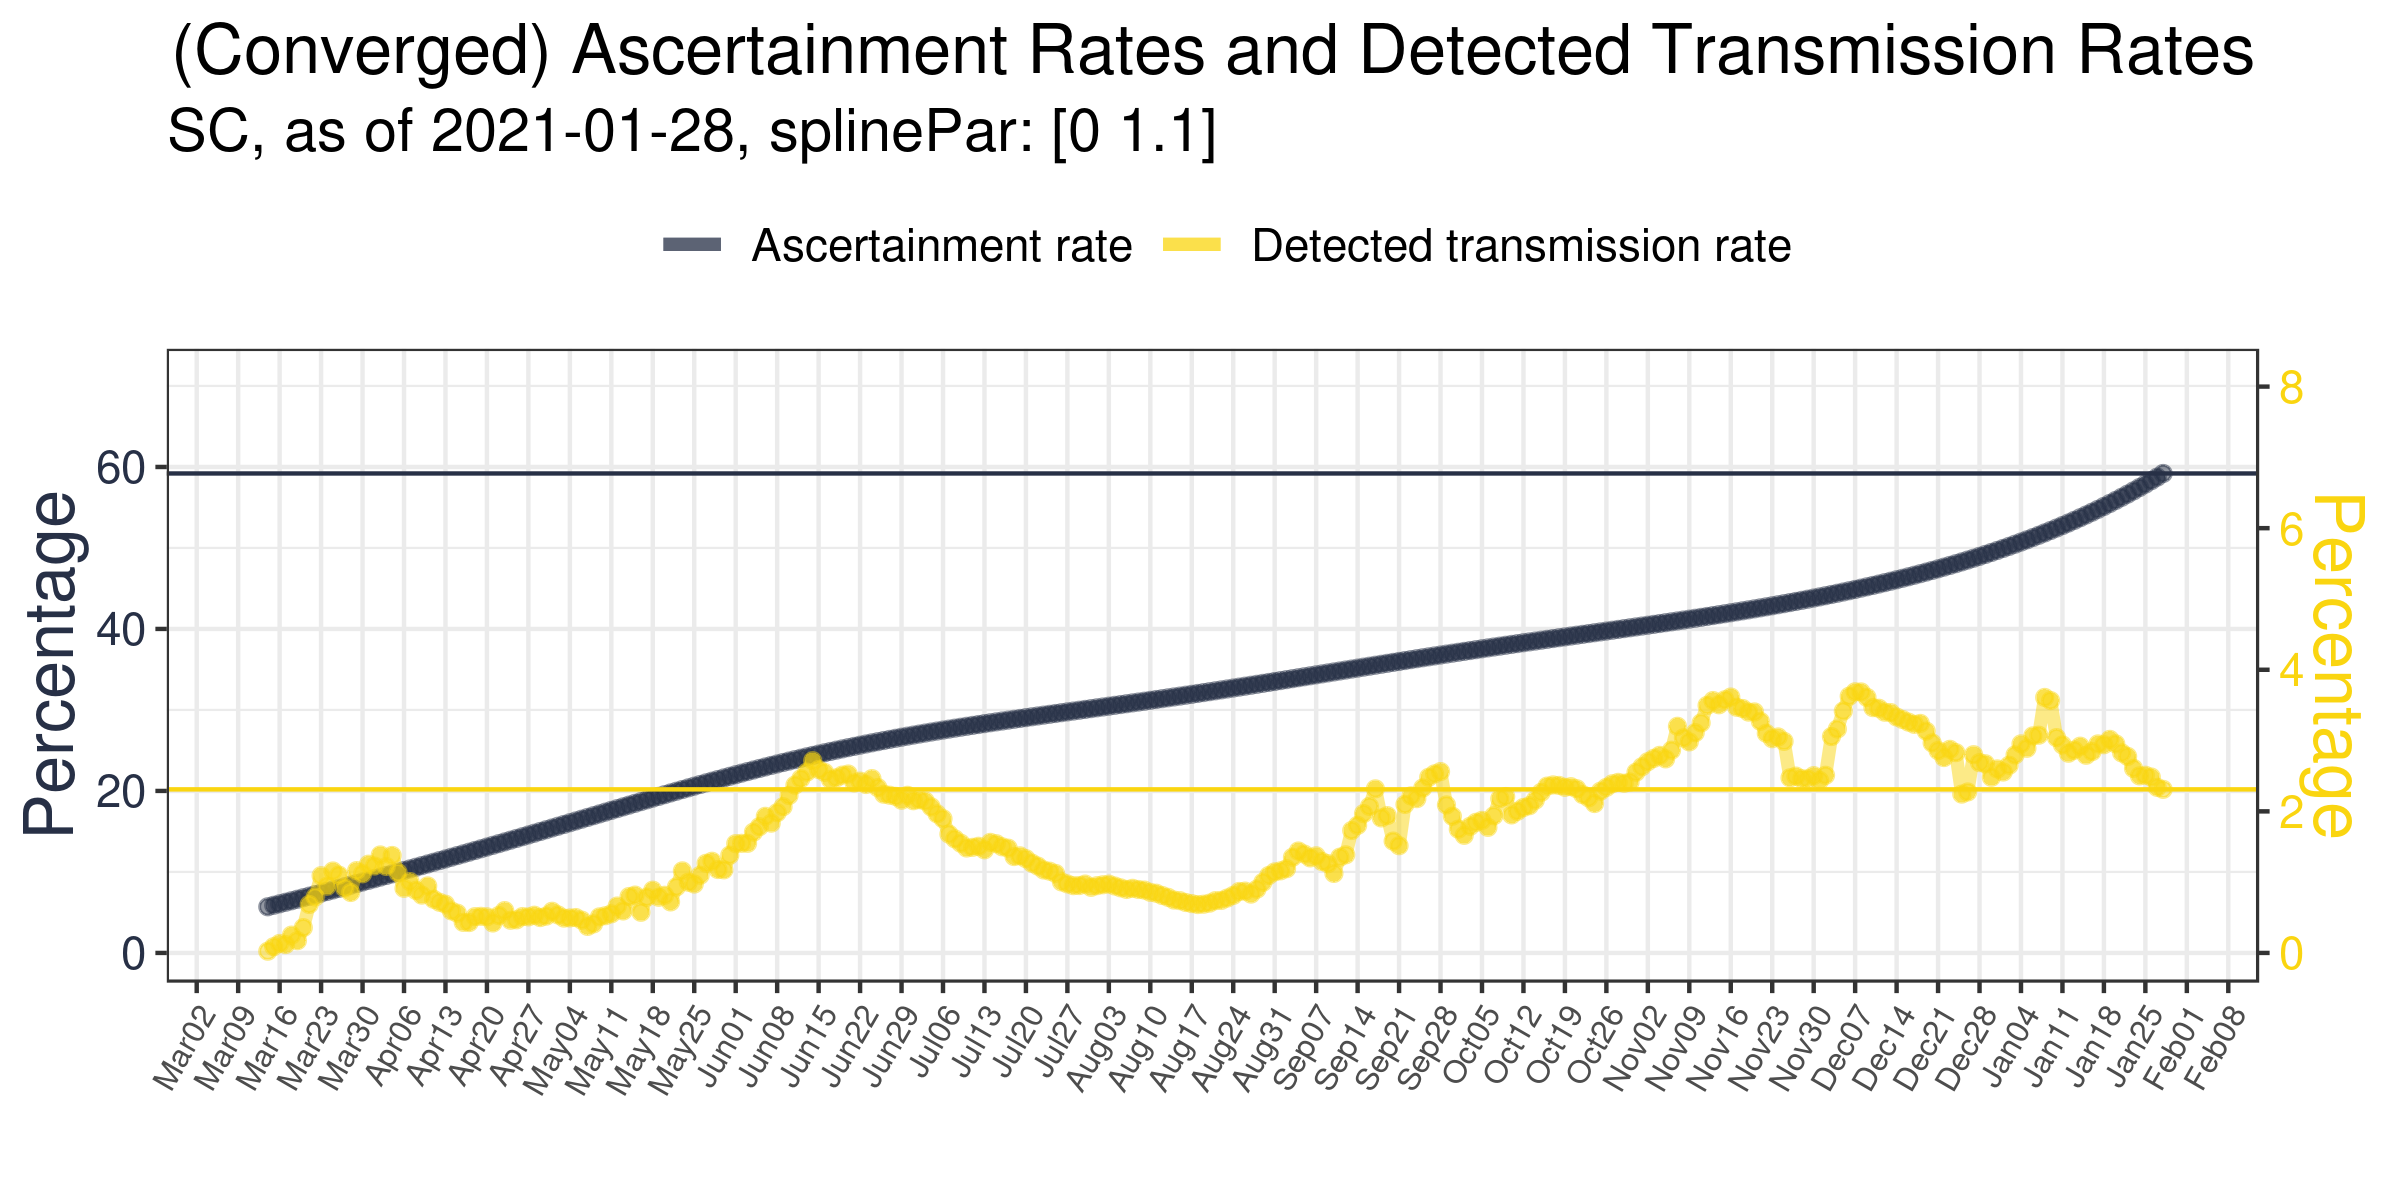 (Converged) Ascertainment Rates and Detected Transmission Rates
SC, as of 2021-01-28, splinePar: [0 1.1]
Ascertainment rate
Detected transmission rate
Percentage
60
40
20
0
8
6
4
2
0
Percentage
Mar02
Mar09
Mar16
Mar23
Mar30
Apr06
Apr13
Apr20
Apr27
May04
May11
May18
May25
Jun01
Jun08
Jun15
Jun22
Jun29
Jul06
Jul13
Jul20
Jul27
Aug03
Aug10
Aug17
Aug24
Aug31
Sep07
Sep14
Sep21
Sep28
Oct05
Oct12
Oct19
Oct26
Nov02
Nov09
Nov16
Nov23
Nov30
Dec07
Dec14
Dec21
Dec28
Jan04
Jan11
Jan18
Jan25
Feb01
Feb08